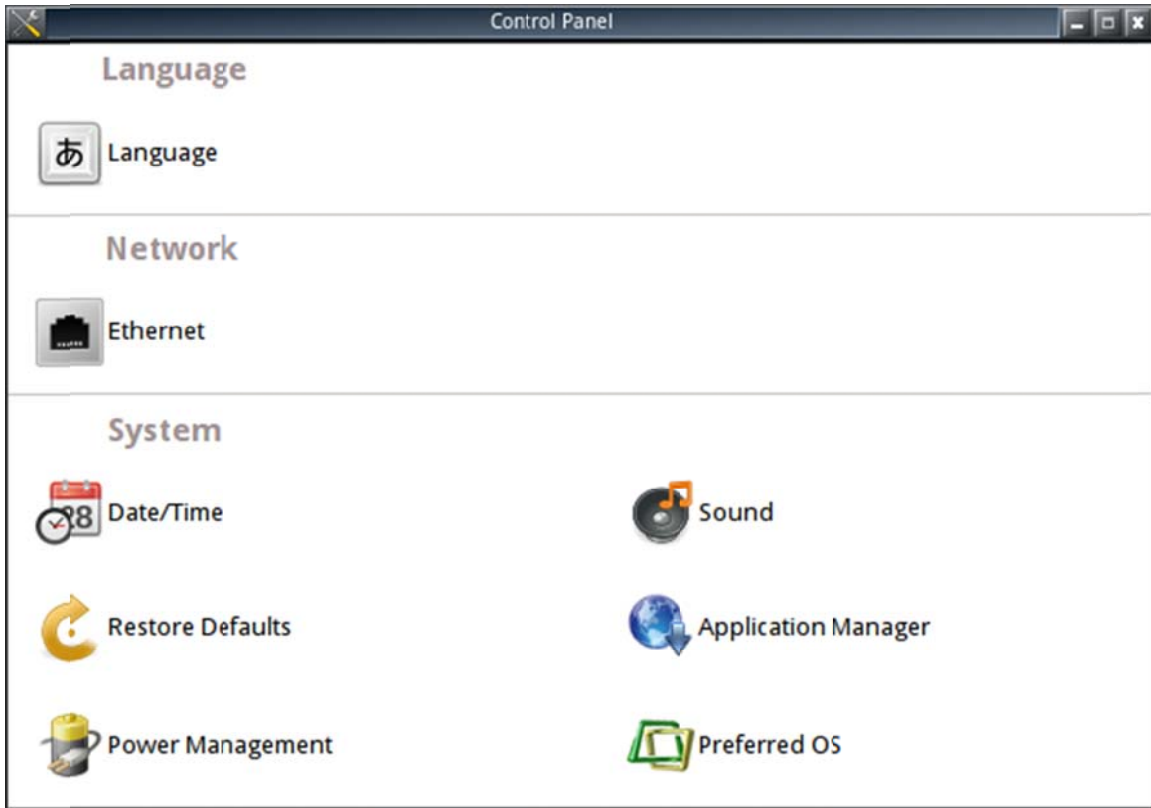 Control Panel
Language
あ
Language
Network
Ethernet
System
28
Date/Time
Sound
Restore Defaults
Application Manager
Power Management
Preferred OS